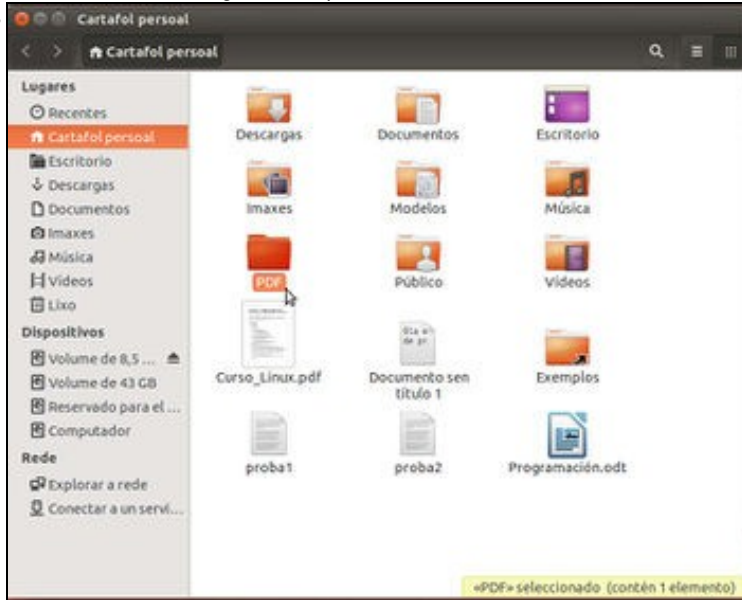 Cartafol persoal
Cartafol persoal
Lugares
Recentes
Cartafol persoal
Escritorio
Descargas
Documentos
Imaxes
Música
Vídeos
Lixo
Dispositivos
Volume de 8,5 ...
Volume de 43 GB
Reservado para el ...
Computador
Rede
Explorar a rede
Conectar a un servi...
Descargas
Documentos
Escritorio
Imaxes
Modelos
Música
PDF
Público
Vídeos
Curso_Linux.pdf
Documento sen
título 1
Exemplos
proba1
proba2
Programación.odt
«PDF» seleccionado (contén 1 elemento)